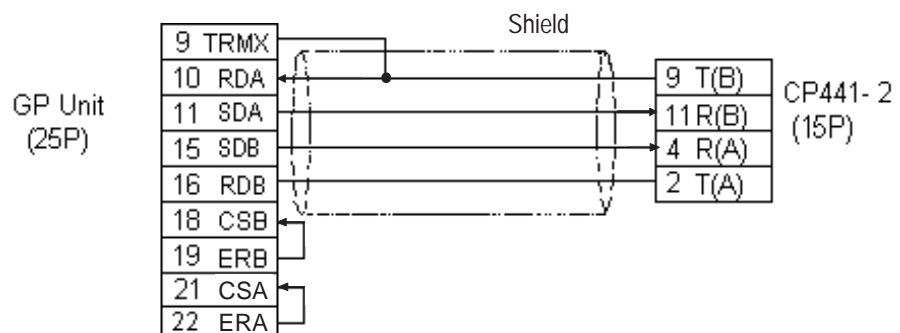 Shield
GP Unit
(25P)
9 TRMX
10 RDA
11 SDA
15 SDB
16 RDB
18 CSB
19 ERB
21 CSA
22 ERA
9 T(B)
11 R(B)
4 R(A)
2 T(A)
CP441- 2
(15P)